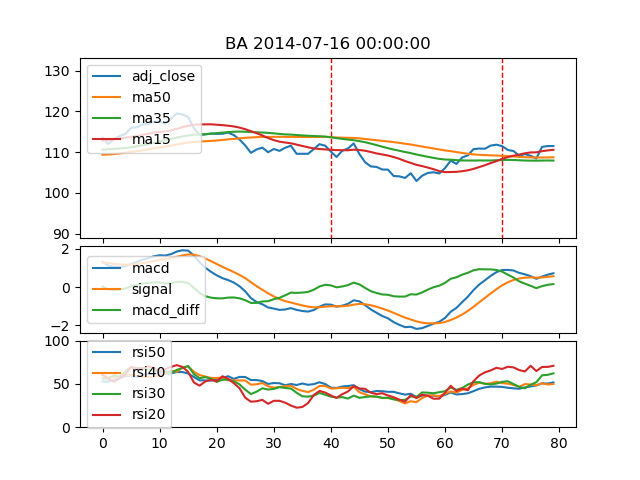 BA 2014-07-16 00:00:00
130
120
110
100
90
adj_close
ma50
ma35
ma15
2
0
−2
macd
signal
macd_diff
100
50
0
rsi50
rsi40
rsi30
rsi20
0 10 20 30 40 50 60 70 80